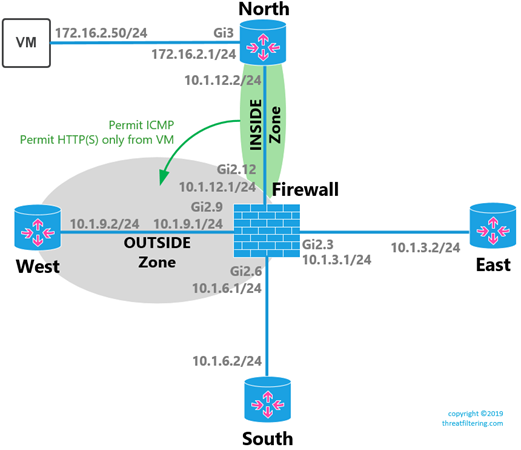 North
VM
172.16.2.50/24
Gi3
172.16.2.1/24
10.1.12.2/24
Permit ICMP
Permit HTTP(S) only from VM
INSIDE
Zone
Gi2.12
10.1.12.1/24
Firewall
Gi2.9
10.1.9.2/24
10.1.9.1/24
OUTSIDE
Zone
West
Gi2.3
10.1.3.1/24
10.1.3.2/24
East
Gi2.6
10.1.6.1/24
10.1.6.2/24
South
copyright ©2019
threatfiltering.com